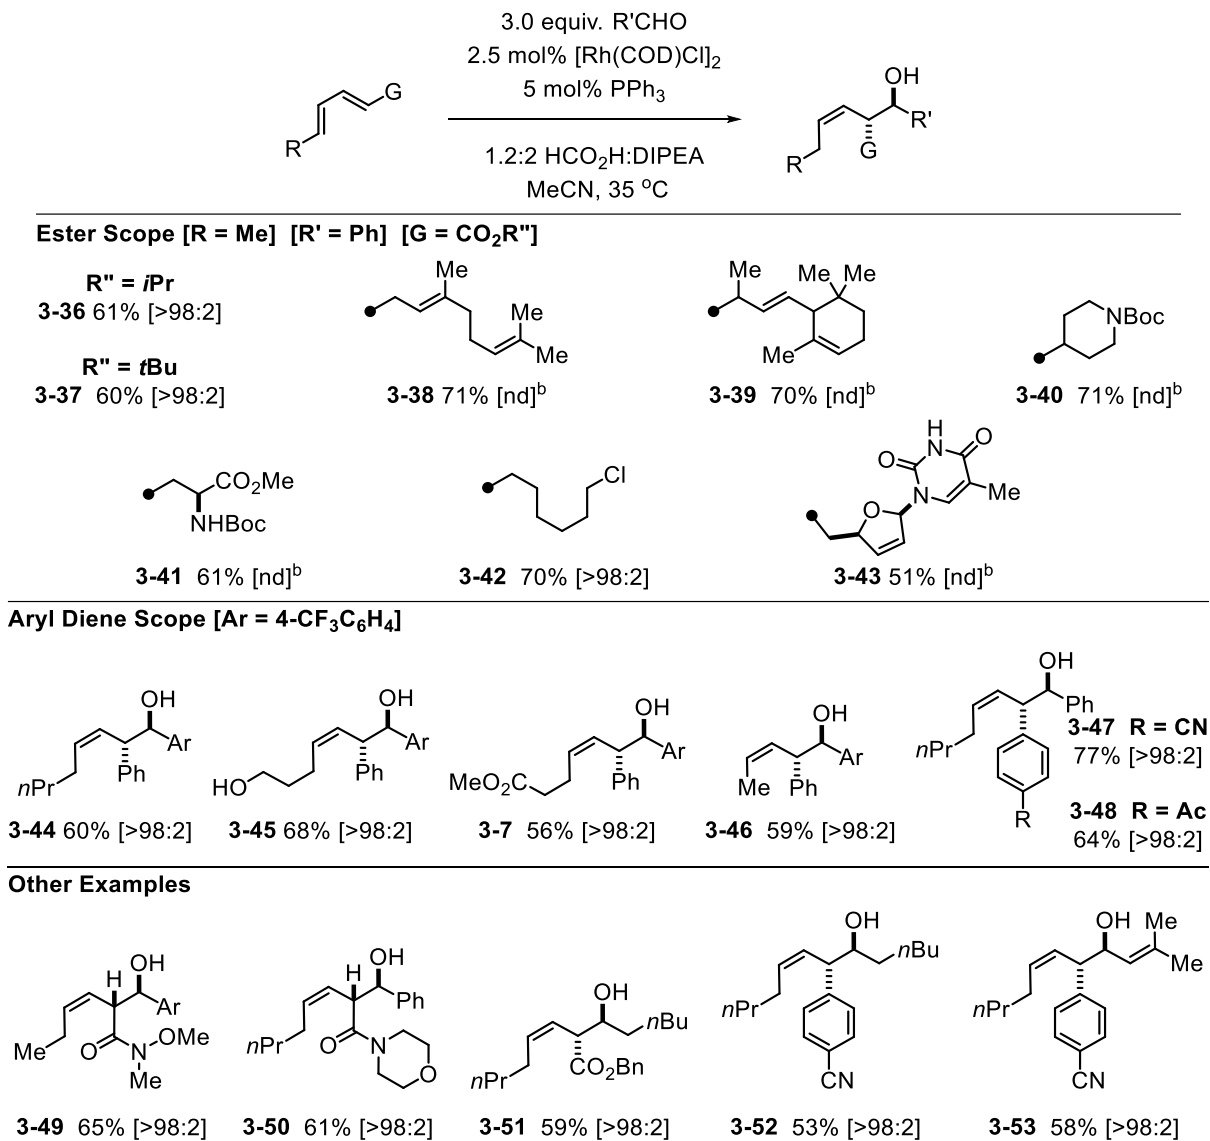 3.0 equiv. R'CHO
2.5 mol% [Rh(COD)Cl]2
5 mol% PPh3
1.2:2 HCO2H:DIPEA
MeCN, 35 oC
R
G
OH
R'
G
R
Ester Scope [R = Me] [R' = Ph] [G = CO2R"]
R" = iPr
3-36 61% [>98:2]
R" = tBu
3-37 60% [>98:2]
Me
Me
Me
3-38 71% [nd]b
Me
Me
Me
Me
3-39 70% [nd]b
NBoc
3-40 71% [nd]b
CO2Me
NHBoc
3-41 61% [nd]b
Cl
3-42 70% [>98:2]
H
N
O
O
N
Me
O
3-43 51% [nd]b
Aryl Diene Scope [Ar = 4-CF3C6H4]
OH
Ar
Ph
nPr
3-44 60% [>98:2]
OH
Ar
Ph
HO
3-45 68% [>98:2]
OH
Ar
Ph
MeO2C
3-7 56% [>98:2]
OH
Ar
Me
Ph
3-46 59% [>98:2]
OH
Ph
nPr
R
3-47 R = CN
77% [>98:2]
3-48 R = Ac
64% [>98:2]
Other Examples
H
OH
Ar
Me
O
N
OMe
Me
3-49 65% [>98:2]
H
OH
Ph
nPr
O
N
O
3-50 61% [>98:2]
OH
nBu
nPr
CO2Bn
3-51 59% [>98:2]
OH
nBu
nPr
CN
3-52 53% [>98:2]
OH
Me
Me
nPr
CN
3-53 58% [>98:2]